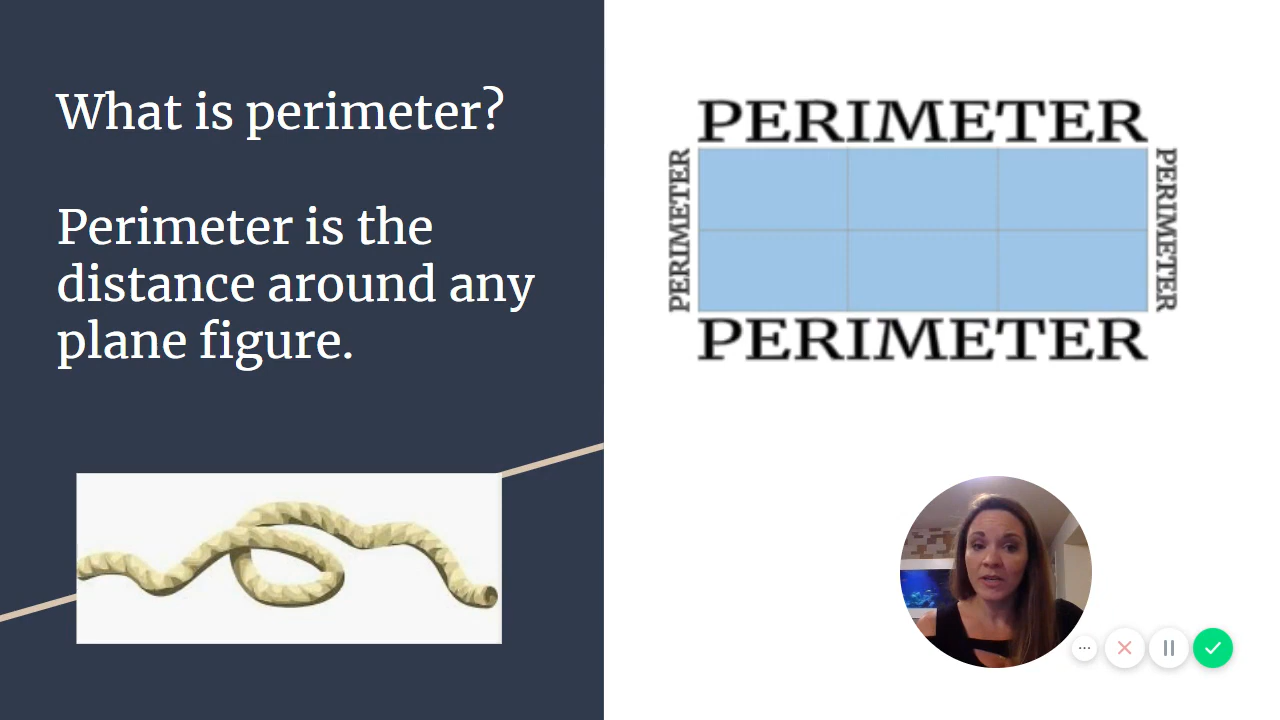 What is perimeter?
Perimeter is the
distance around any
plane figure.
PERIMETER
PERIMETER
PERIMETER
PERIMETER